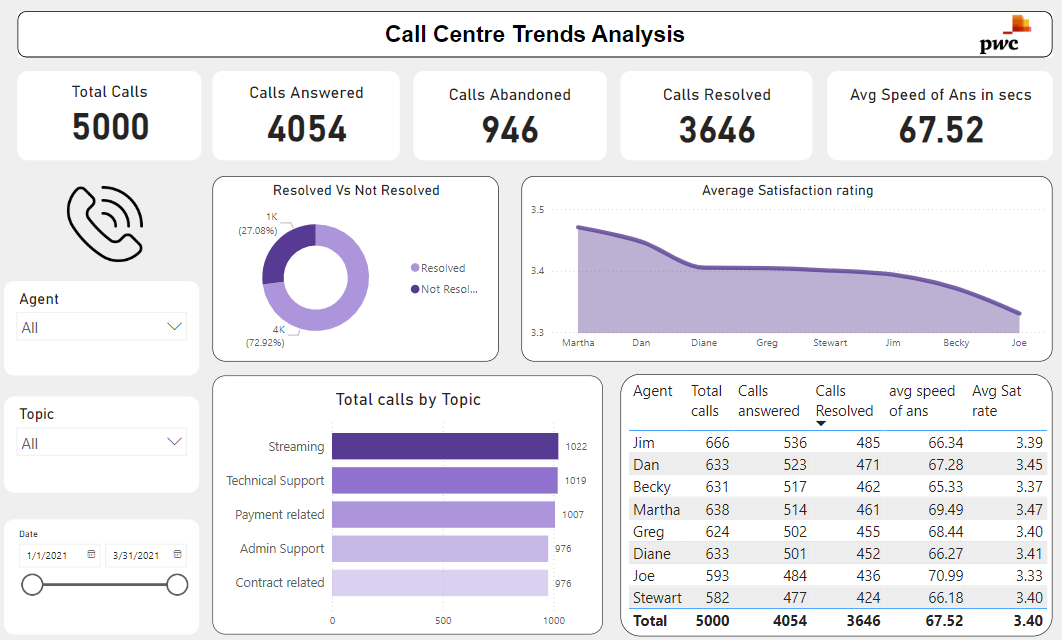 Call Centre Trends Analysis
pwc
Total Calls
5000
Calls Answered
4054
Calls Abandoned
946
Calls Resolved
3646
Avg Speed of Ans in secs
67.52
Agent
All
Topic
All
Date
1/1/2021 3/31/2021
Resolved Vs Not Resolved
1K
(27.08%)
4K
(72.92%)
Resolved
Not Resol...
Average Satisfaction rating
3.5
3.4
3.3
Martha Dan Diane Greg Stewart Jim Becky Joe
Total calls by Topic
Streaming 1022
Technical Support 1019
Payment related 1007
Admin Support 976
Contract related 976
0 500 1000
Agent Total Calls Calls avg speed Avg Sat
calls answered Resolved of ans rate
Jim 666 536 485 66.34 3.39
Dan 633 523 471 67.28 3.45
Becky 631 517 462 65.33 3.37
Martha 638 514 461 69.49 3.47
Greg 624 502 455 68.44 3.40
Diane 633 501 452 66.27 3.41
Joe 593 484 436 70.99 3.33
Stewart 582 477 424 66.18 3.40
Total 5000 4054 3646 67.52 3.40